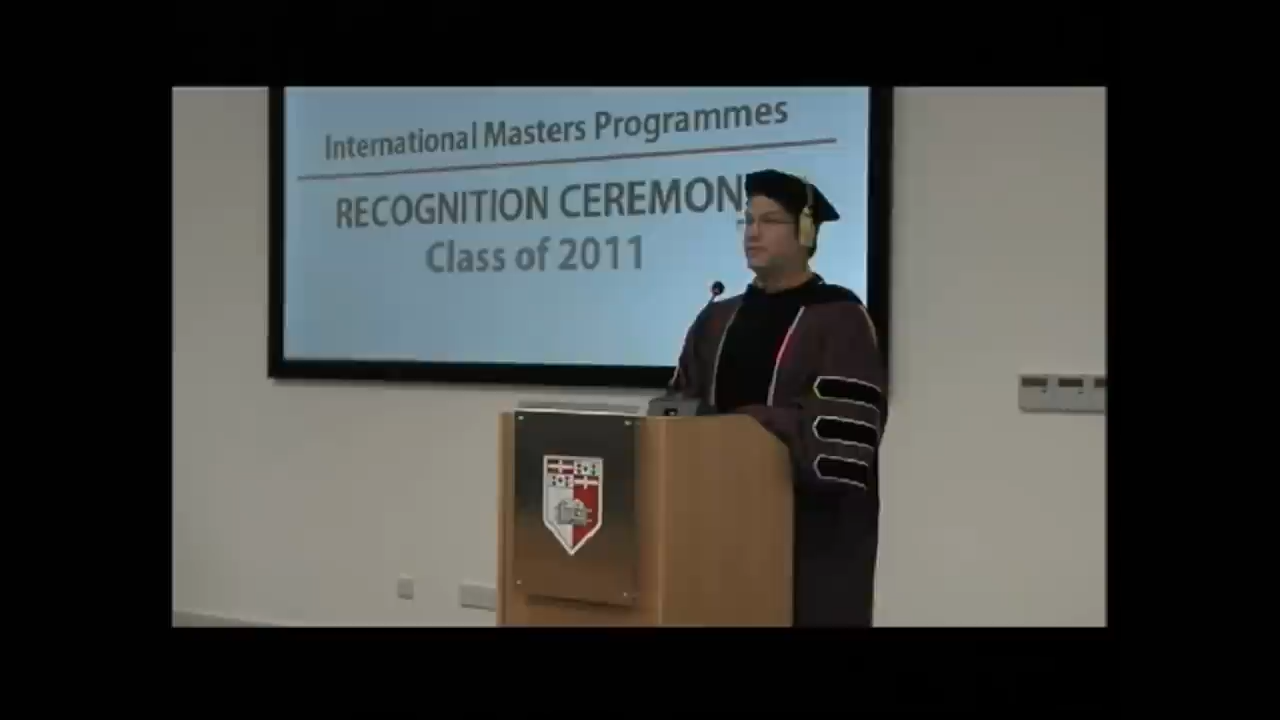 International Masters Programmes
RECOGNITION CEREMON
Class of 2011